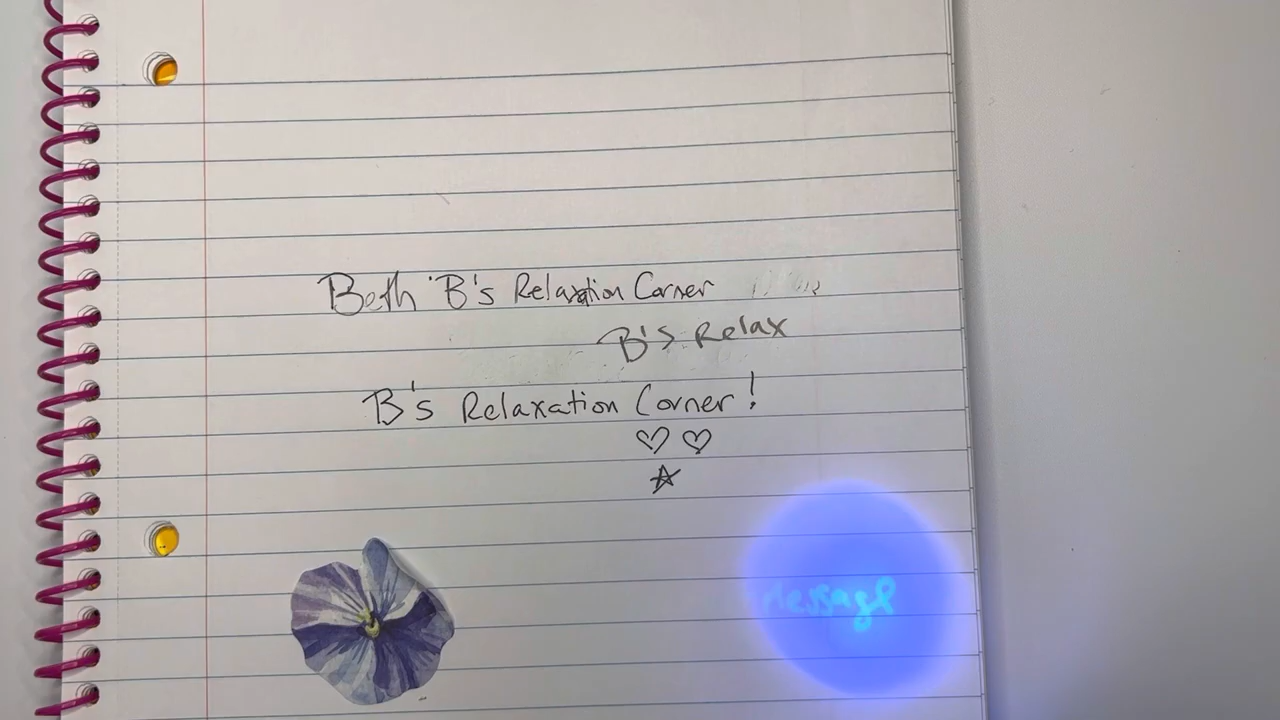 Beth B's Relaxation Corner
B's Relax
B's Relaxation Corner!
Message